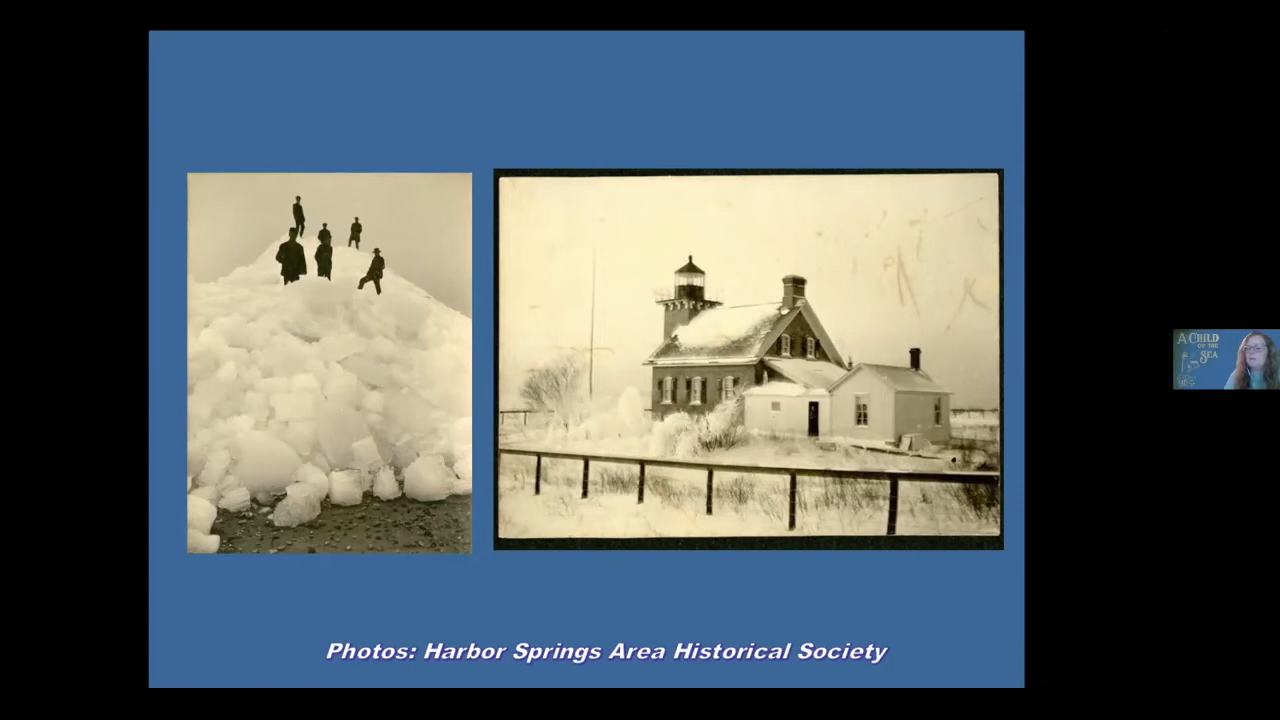 Photos: Harbor Springs Area Historical Society
A CHILD
OF THE
SEA